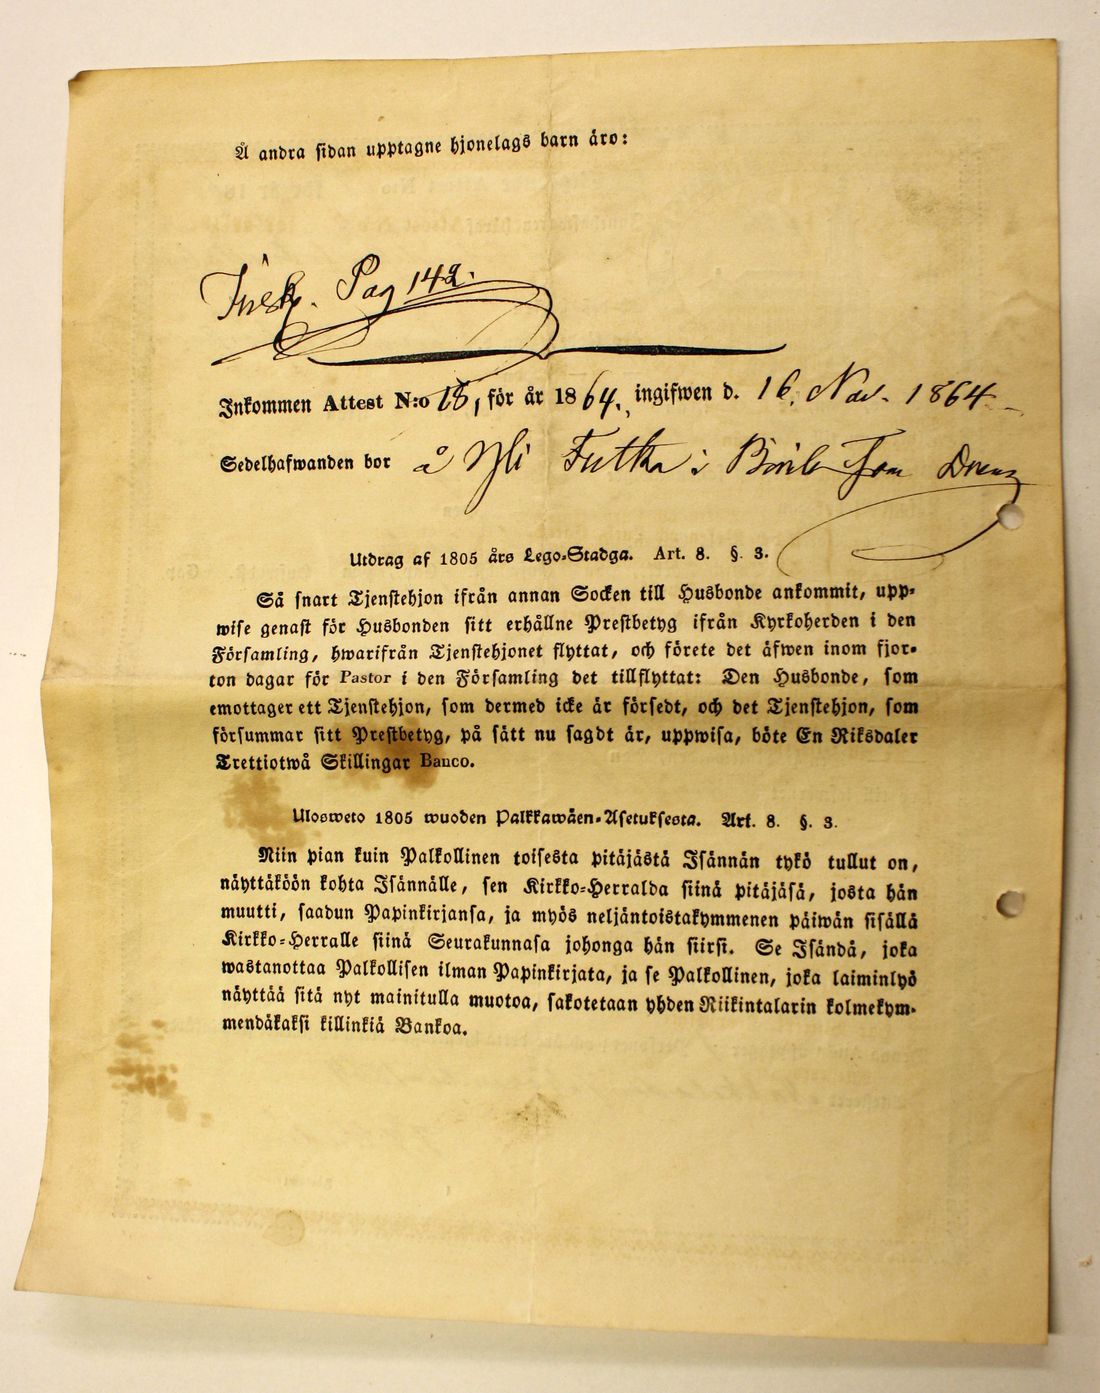 Å andra sidan upptagne hjonelags barn äro:
Pag 142.
Inkommen Attest N:o 18, för år 1864, ingifwen d. 16. Nov. 1864
Sedelhafwanden bor å Yli i som
Utdrag af 1805 års Lego-Stadga. Art. 8. §. 3.
Så snart Tjenstehjon ifrån annan Socken till Husbonde ankommit, upp-
wise genast för Husbonden sitt erhållne Prestbetyg ifrån Kyrkoherden i den
Församling, hwarifrån Tjenstehjonet flyttat, och förete det äfwen inom fjor-
ton dagar för Pastor i den Församling det tillflyttat: Den Husbonde, som
emottager ett Tjenstehjon, som dermed icke är försedt, och det Tjenstehjon, som
försummar sitt Prestbetyg, på sätt nu sagdt är, uppwisa, böte En Riksdaler
Trettiotwå Skillingar Banco.
Ulosweto 1805 wuoden Palkkawäen-Asetuksesta. Art. 8. §. 3.
Niin pian kuin Palkollinen toisesta pitäjästä Isännän tykö tullut on,
näyttäköön kohta Isännälle, sen Kirkko-Herralda siinä pitäjäsä, josta hän
muutti, saadun Papinkirjansa, ja myös neljäntoistakymmenen päiwän sisällä
Kirkko-Herralle siinä Seurakunnasa johonga hän siirsi. Se Isändä, joka
wastanottaa Palkollisen ilman Papinkirjata, ja se Palkollinen, joka laiminlyö
näyttää sitä nyt mainitulla muotoa, sakotetaan yhden Riikintalarin kolmekym-
mendäkaksi killinkiä Bankoa.